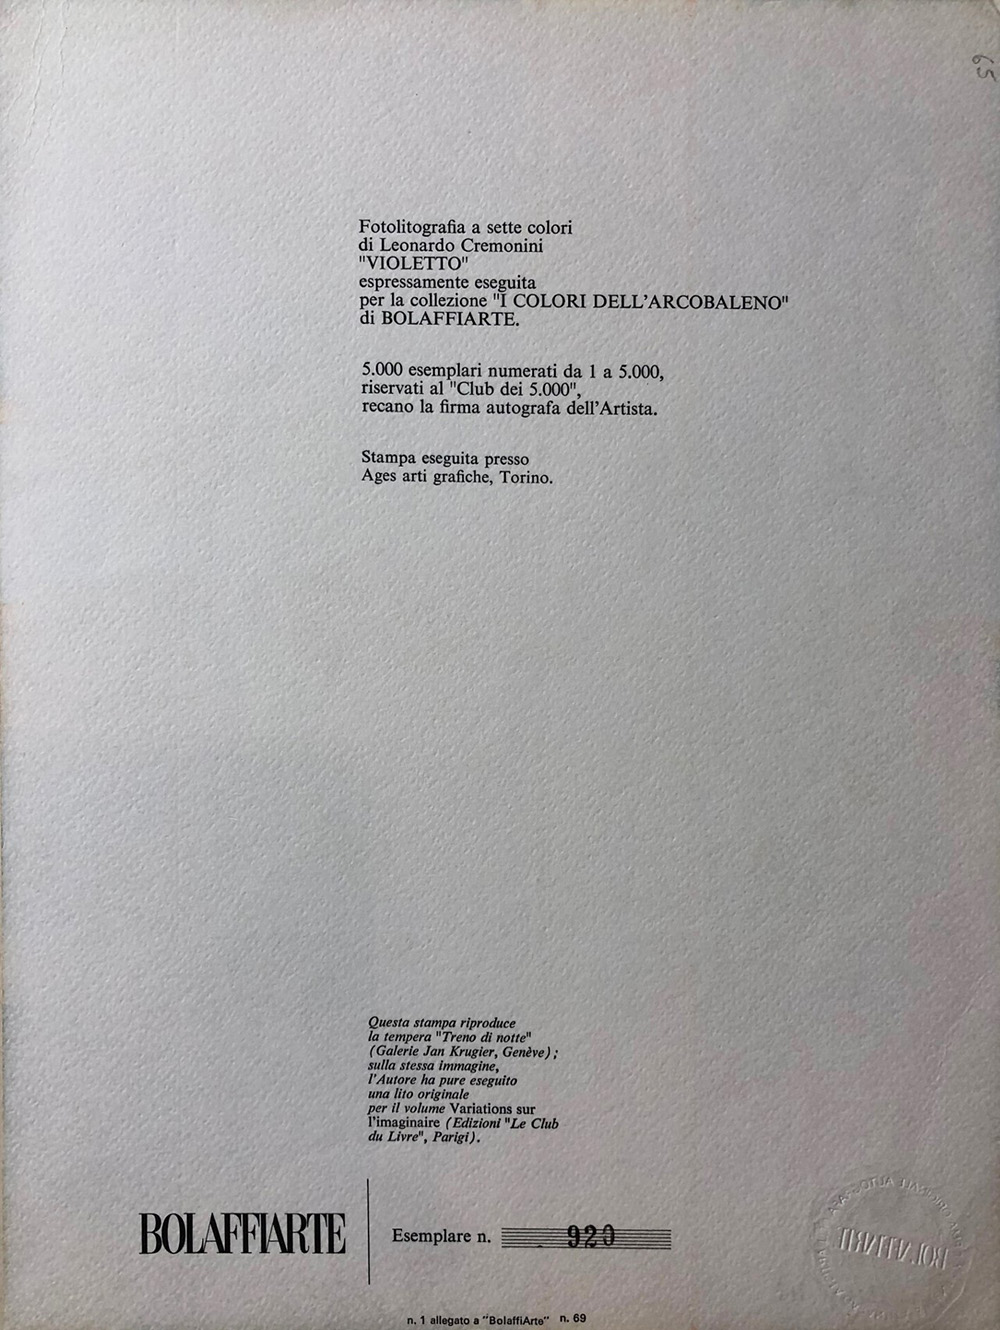 65
Fotolitografia a sette colori
di Leonardo Cremonini
"VIOLETTO"
espressamente eseguita
per la collezione "I COLORI DELL'ARCOBALENO"
di BOLAFFIARTE.
5.000 esemplari numerati da 1 a 5.000,
riservati al "Club dei 5.000",
recano la firma autografa dell'Artista.
Stampa eseguita presso
Ages arti grafiche, Torino.
Questa stampa riproduce
la tempera "Treno di notte"
(Galerie Jan Krugier, Genève) ;
sulla stessa immagine,
l'Autore ha pure eseguito
una lito originale
per il volume Variations sur
l'imaginaire (Edizioni "Le Club
du Livre", Parigi).
BOLAFFIARTE
Esemplare n. 920
BOLAFFIARTE
n. 1 allegato a "BolaffiArte" n. 69